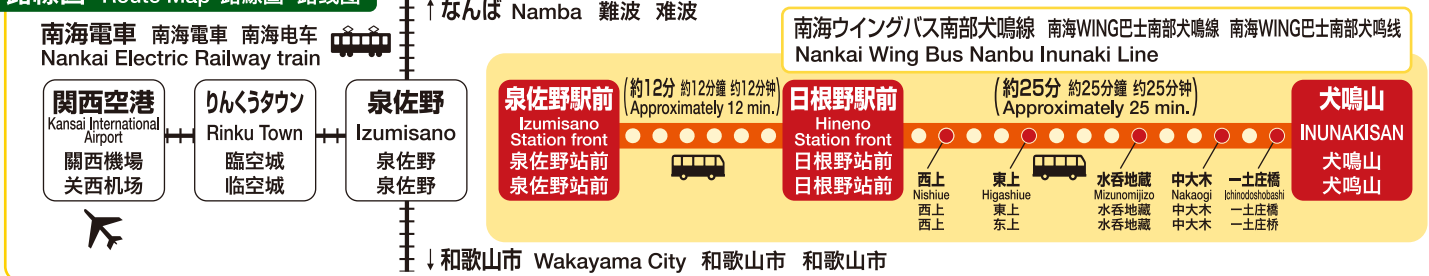 路線図 Route Map 路線圖 路线图
↑なんば Namba 難波 难波
南海電車 南海電車 南海电车
Nankai Electric Railway train
南海ウイングバス南部犬鳴線 南海WING巴士南部犬鳴線 南海WING巴士南部犬鸣线
Nankai Wing Bus Nanbu Inunaki Line
関西空港
Kansai International
Airport
關西機場
关西机场
りんくうタウン
Rinku Town
臨空城
临空城
泉佐野
Izumisano
泉佐野
泉佐野
泉佐野駅前
Izumisano
Station front
泉佐野站前
泉佐野站前
(約12分 約12分鐘 约12分钟
Approximately 12 min.)
日根野駅前
Hineno
Station front
日根野站前
日根野站前
(約25分 約25分鐘 约25分钟
Approximately 25 min.)
西上
Nishiue
西上
西上
東上
Higashiue
東上
东上
水呑地蔵
Mizunomijizo
水呑地藏
水吞地藏
中大木
Nakaogi
中大木
中大木
一土庄橋
Ichinodoshobashi
一土庄橋
一土庄桥
犬鳴山
INUNAKISAN
犬鳴山
犬鸣山
↓和歌山市 Wakayama City 和歌山市 和歌山市